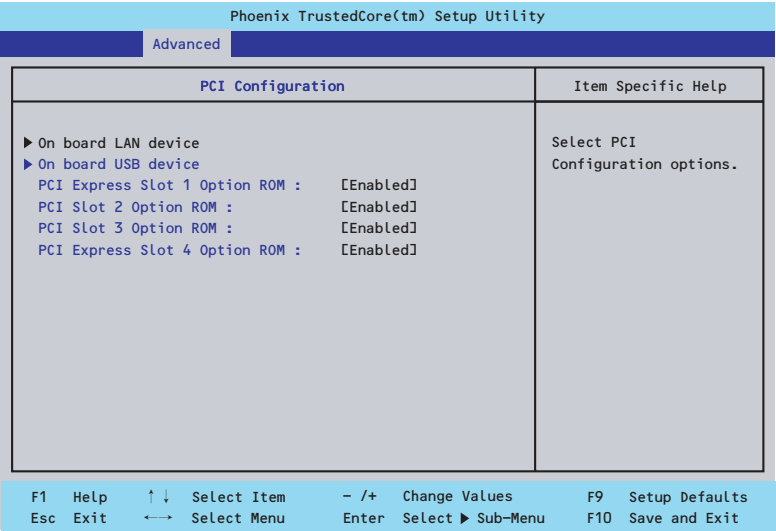 Phoenix TrustedCore(tm) Setup Utility
Advanced
PCI Configuration
Item Specific Help
▶ On board LAN device
▶ On board USB device
PCI Express Slot 1 Option ROM : [Enabled]
PCI Slot 2 Option ROM : [Enabled]
PCI Slot 3 Option ROM : [Enabled]
PCI Express Slot 4 Option ROM : [Enabled]
Select PCI
Configuration options.
F1 Help ↑↓ Select Item - /+ Change Values F9 Setup Defaults
Esc Exit ←→ Select Menu Enter Select ▶ Sub-Menu F10 Save and Exit